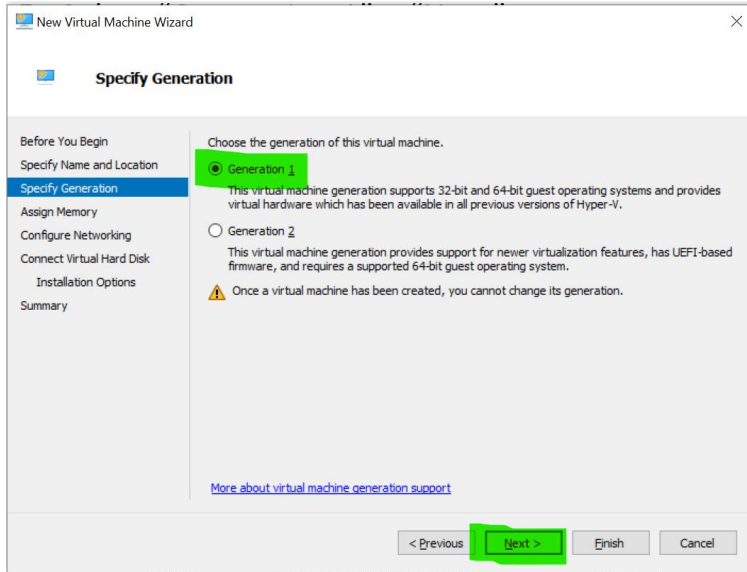 New Virtual Machine Wizard
Specify Generation
Before You Begin
Specify Name and Location
Specify Generation
Assign Memory
Configure Networking
Connect Virtual Hard Disk
Installation Options
Summary
Choose the generation of this virtual machine.
Generation 1
This virtual machine generation supports 32-bit and 64-bit guest operating systems and provides
virtual hardware which has been available in all previous versions of Hyper-V.
Generation 2
This virtual machine generation provides support for newer virtualization features, has UEFI-based
firmware, and requires a supported 64-bit guest operating system.
Once a virtual machine has been created, you cannot change its generation.
More about virtual machine generation support
< Previous
Next >
Finish
Cancel